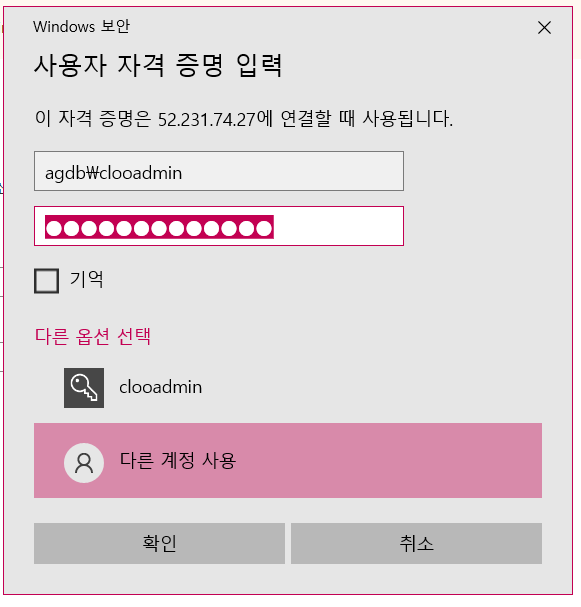 Windows 보안
사용자 자격 증명 입력
이 자격 증명은 52.231.74.27에 연결할 때 사용됩니다.
agdb₩clooadmin
●●●●●●●●●●●●●
기억
다른 옵션 선택
clooadmin
다른 계정 사용
확인
취소